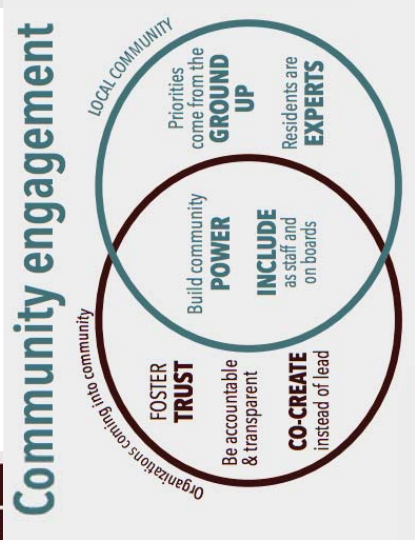 Community engagement
Organizations coming into community
FOSTER
TRUST
Be accountable
& transparent
CO-CREATE
instead of lead
Build community
POWER
INCLUDE
as staff and
on boards
LOCAL COMMUNITY
Priorities
come from the
GROUND
UP
Residents are
EXPERTS